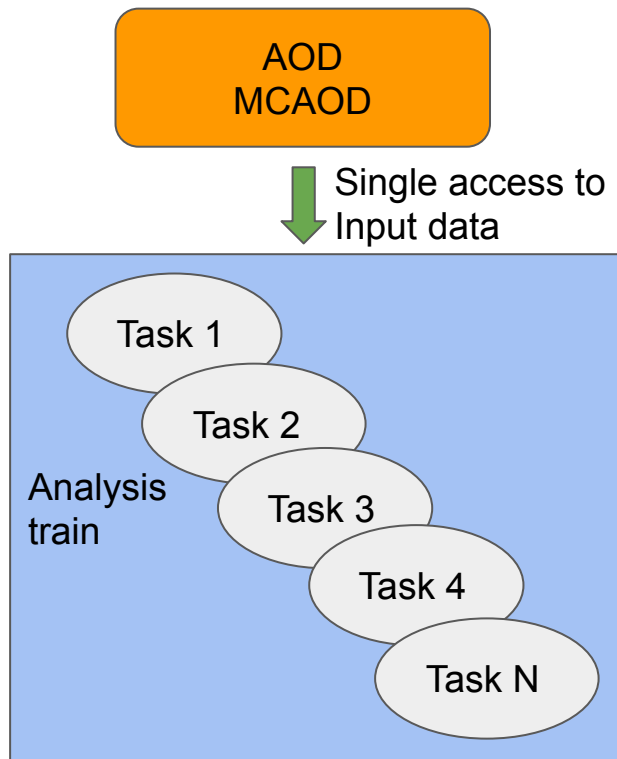 AOD
MCAOD
Single access to
Input data
Task 1
Task 2
Analysis
train
Task 3
Task 4
Task N